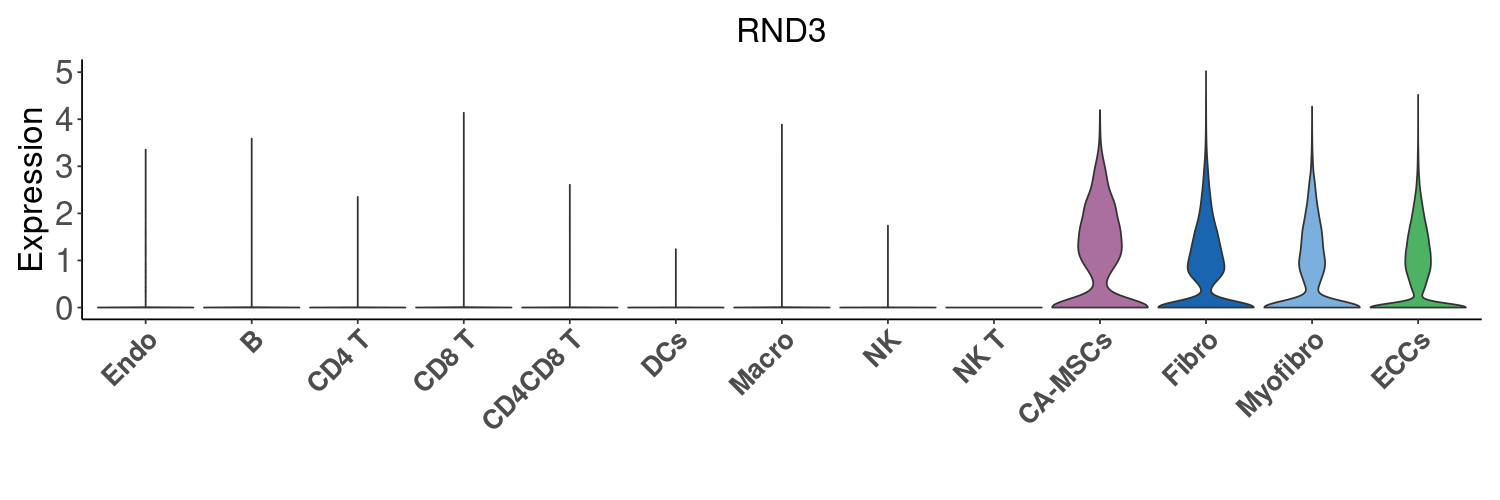 RND3
Expression
5
4
3
2
1
0
Endo
B
CD4 T
CD8 T
CD4CD8 T
DCs
Macro
NK
NK T
CA-MSCs
Fibro
Myofibro
ECCs